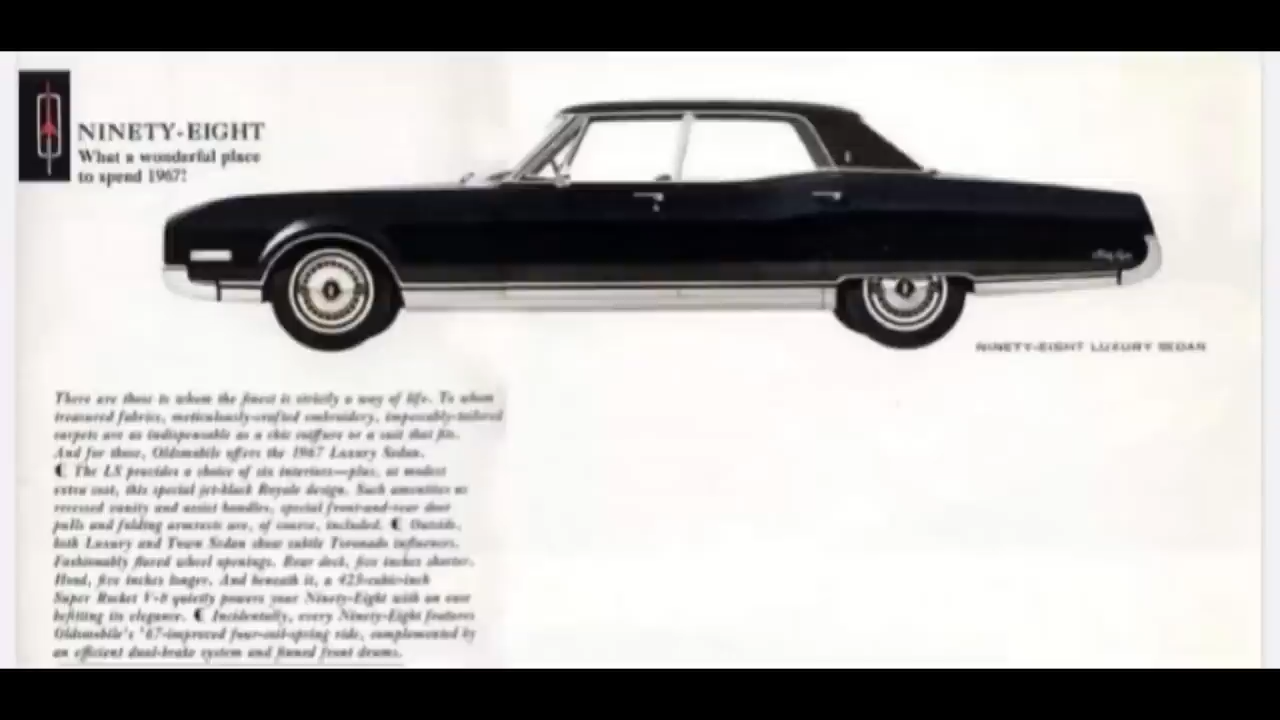 NINETY-EIGHT
What a wonderful place
to spend 1967!
NINETY-EIGHT LUXURY SEDAN
There are those to whom the finest is strictly a way of life. To whom
treasured fabrics, meticulously-crafted embroidery, impeccably-tailored
carpets are as indispensable as a chic coiffure or a suit that fits.
And for those, Oldsmobile offers the 1967 Luxury Sedan.
The LS provides a choice of six interiors—plus, at modest
extra cost, this special jet-black Royale design. Such amenities as
recessed vanity and assist handles, special front-and-rear door
pulls and folding armrests are, of course, included. Outside,
both Luxury and Town Sedan show subtle Toronado influences.
Fashionably flared wheel openings. Rear deck, five inches shorter.
Hood, five inches longer. And beneath it, a 425-cubic-inch
Super Rocket V-8 quietly powers your Ninety-Eight with an ease
befitting its elegance. Incidentally, every Ninety-Eight features
Oldsmobile's '67-improved four-coil-spring ride, complemented by
an efficient dual-brake system and finned front drums.